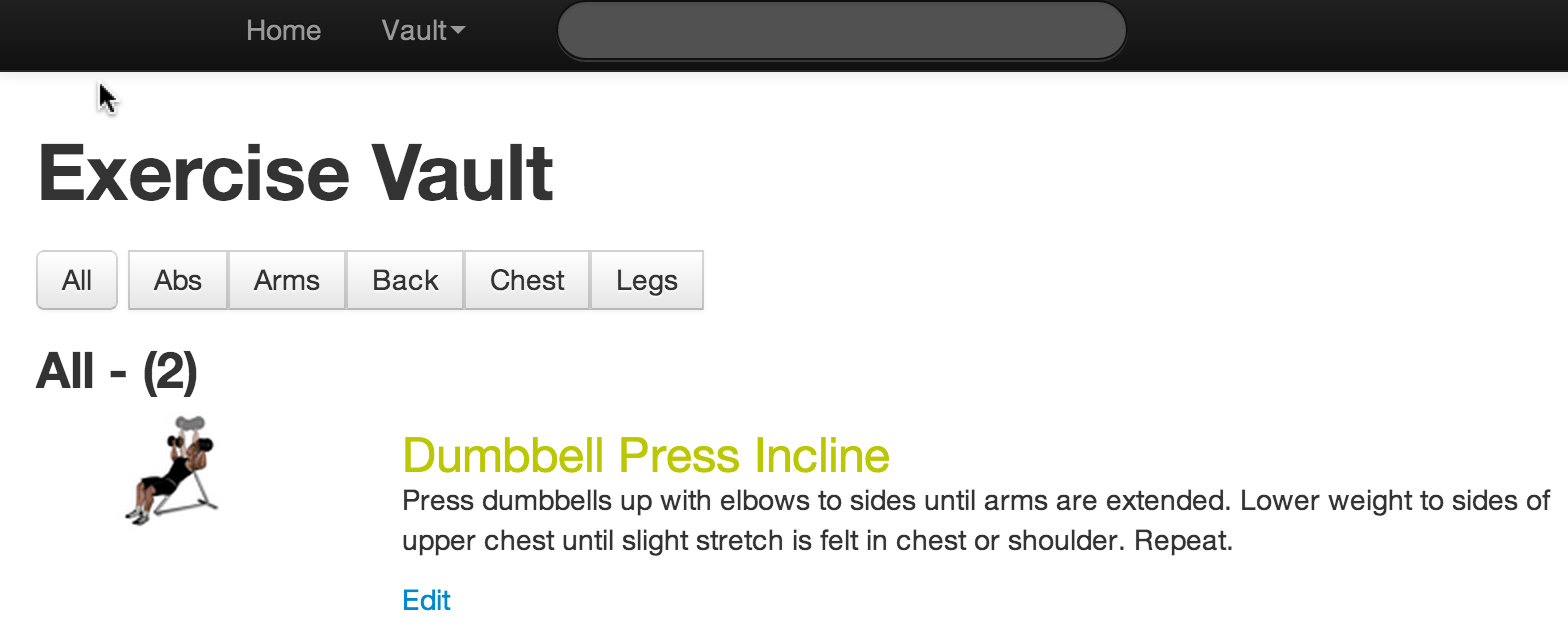 Home Vault
Exercise Vault
All Abs Arms Back Chest Legs
All - (2)
Dumbbell Press Incline
Press dumbbells up with elbows to sides until arms are extended. Lower weight to sides of
upper chest until slight stretch is felt in chest or shoulder. Repeat.
Edit